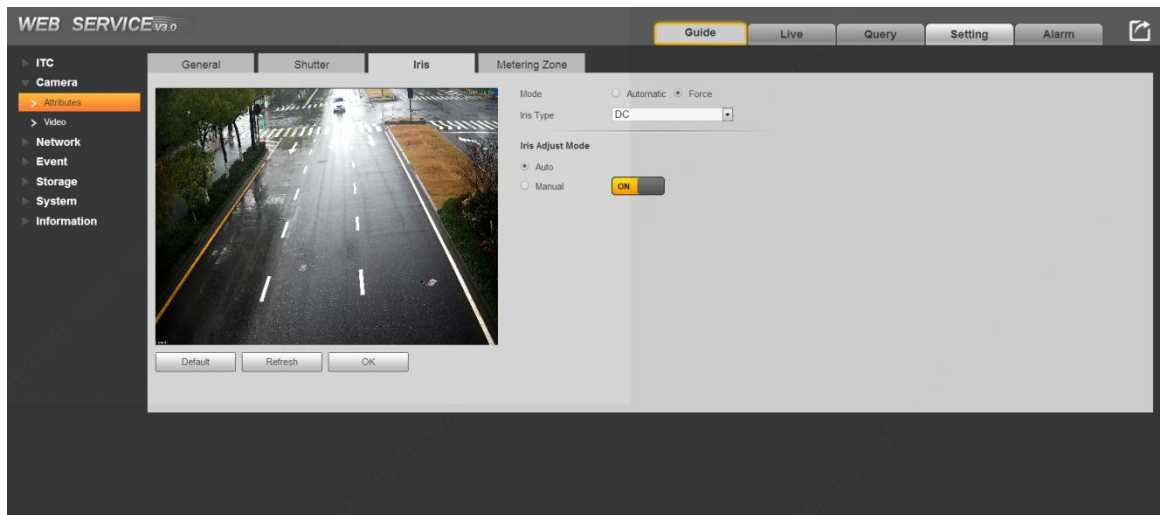 WEB SERVICE V3.0
Guide Live Query Setting Alarm
ITC
Camera
Attributes
Video
Network
Event
Storage
System
Information
General Shutter Iris Metering Zone
Mode Automatic Force
Iris Type DC
Iris Adjust Mode
Auto
Manual ON
Default Refresh OK